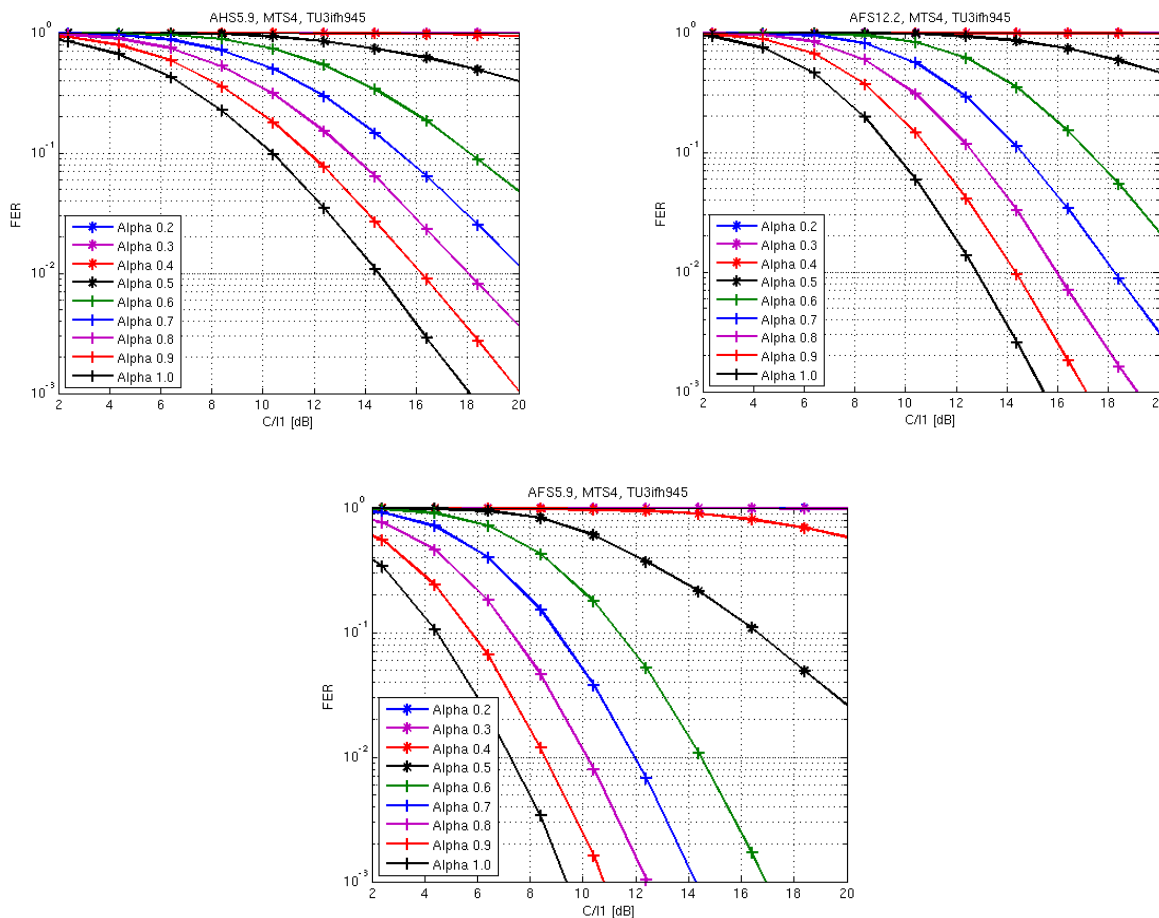 AHS5.9, MTS4, TU3ifh945
10^0
10^-1
10^-2
10^-3
FER
Alpha 0.2
Alpha 0.3
Alpha 0.4
Alpha 0.5
Alpha 0.6
Alpha 0.7
Alpha 0.8
Alpha 0.9
Alpha 1.0
2 4 6 8 10 12 14 16 18 20
C/I1 [dB]
AFS12.2, MTS4, TU3ifh945
10^0
10^-1
10^-2
10^-3
FER
Alpha 0.2
Alpha 0.3
Alpha 0.4
Alpha 0.5
Alpha 0.6
Alpha 0.7
Alpha 0.8
Alpha 0.9
Alpha 1.0
2 4 6 8 10 12 14 16 18 20
C/I1 [dB]
AFS5.9, MTS4, TU3ifh945
10^0
10^-1
10^-2
10^-3
FER
Alpha 0.2
Alpha 0.3
Alpha 0.4
Alpha 0.5
Alpha 0.6
Alpha 0.7
Alpha 0.8
Alpha 0.9
Alpha 1.0
2 4 6 8 10 12 14 16 18 20
C/I1 [dB]